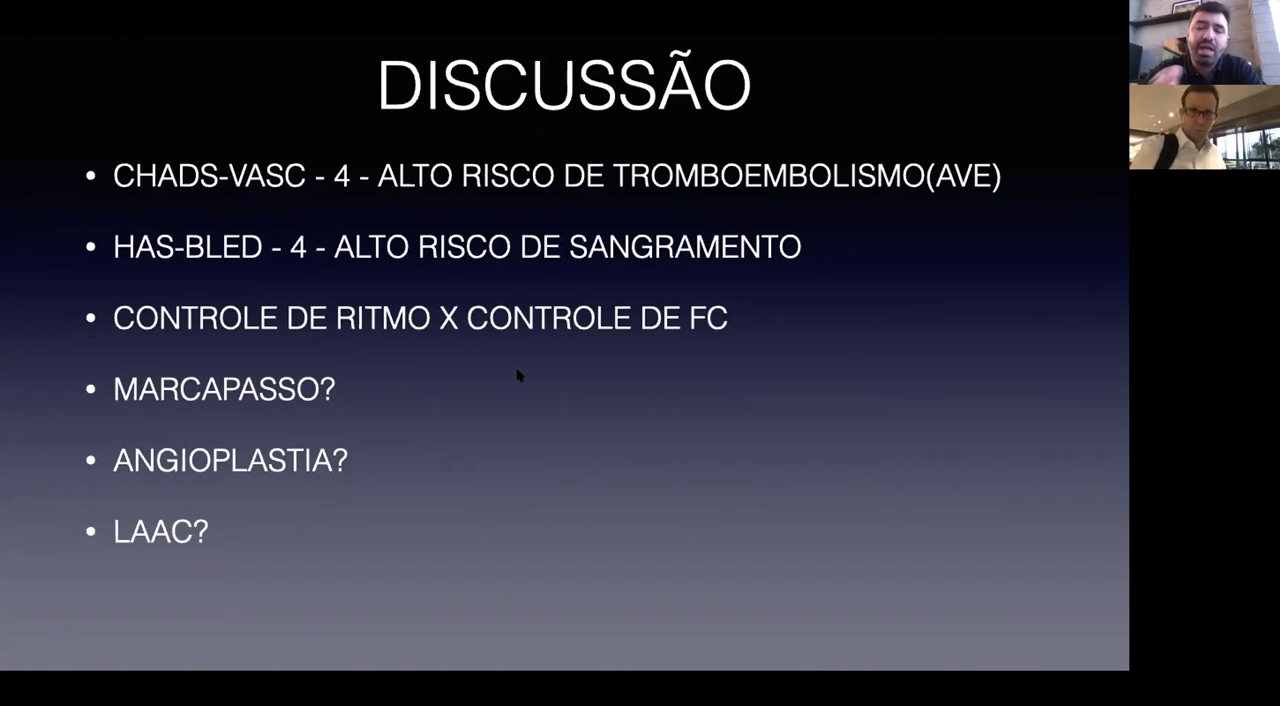 DISCUSSÃO
• CHADS-VASC - 4 - ALTO RISCO DE TROMBOEMBOLISMO(AVE)
• HAS-BLED - 4 - ALTO RISCO DE SANGRAMENTO
• CONTROLE DE RITMO X CONTROLE DE FC
• MARCAPASSO?
• ANGIOPLASTIA?
• LAAC?